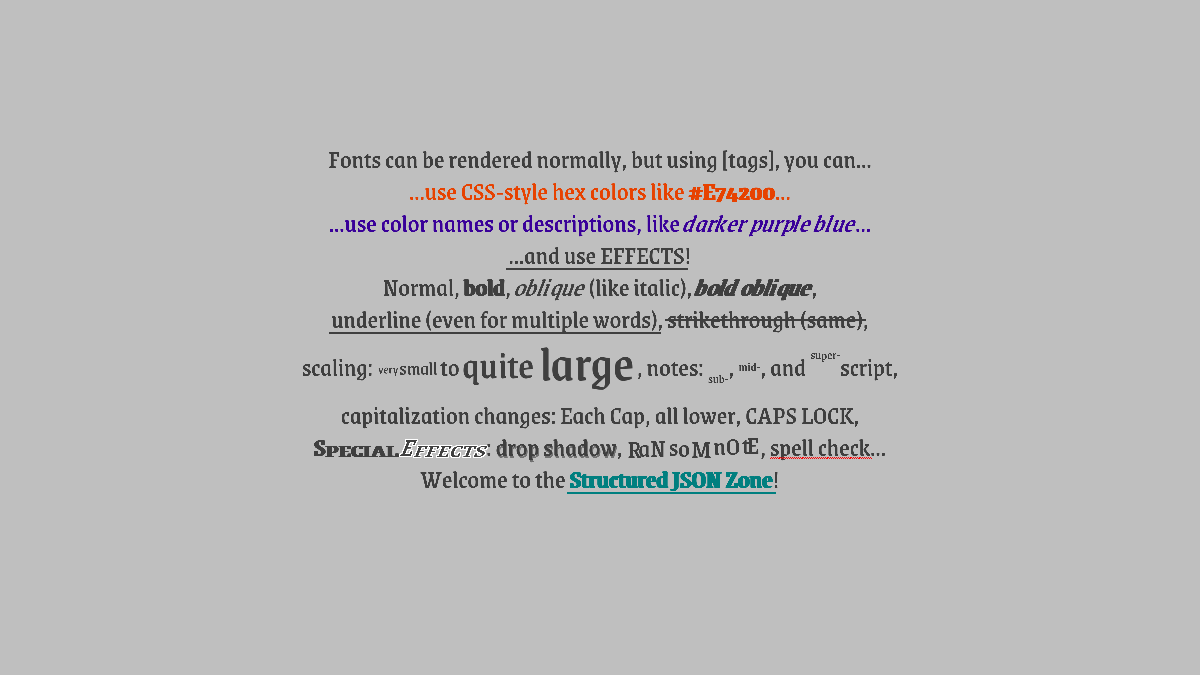 Fonts can be rendered normally, but using [tags], you can...
...use CSS-style hex colors like #E74200...
...use color names or descriptions, like darker purple blue...
...and use EFFECTS!
Normal, bold, oblique (like italic), bold oblique,
underline (even for multiple words), strikethrough (same),
scaling: very small to quite large, notes: sub-, mid-, and super-script,
capitalization changes: Each Cap, all lower, CAPS LOCK,
Special Effects: drop shadow, RaNsoMnOtE, spell check...
Welcome to the Structured JSON Zone!